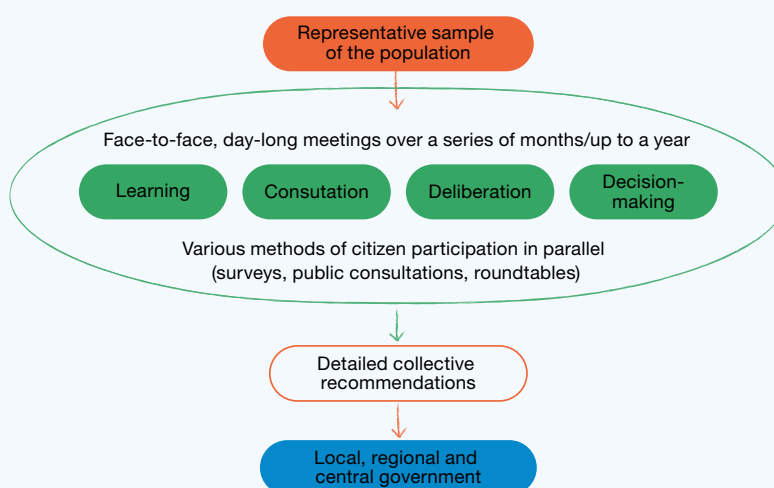 Representative sample
of the population
Face-to-face, day-long meetings over a series of months/up to a year
Learning
Consutation
Deliberation
Decision-
making
Various methods of citizen participation in parallel
(surveys, public consultations, roundtables)
Detailed collective
recommendations
Local, regional and
central government